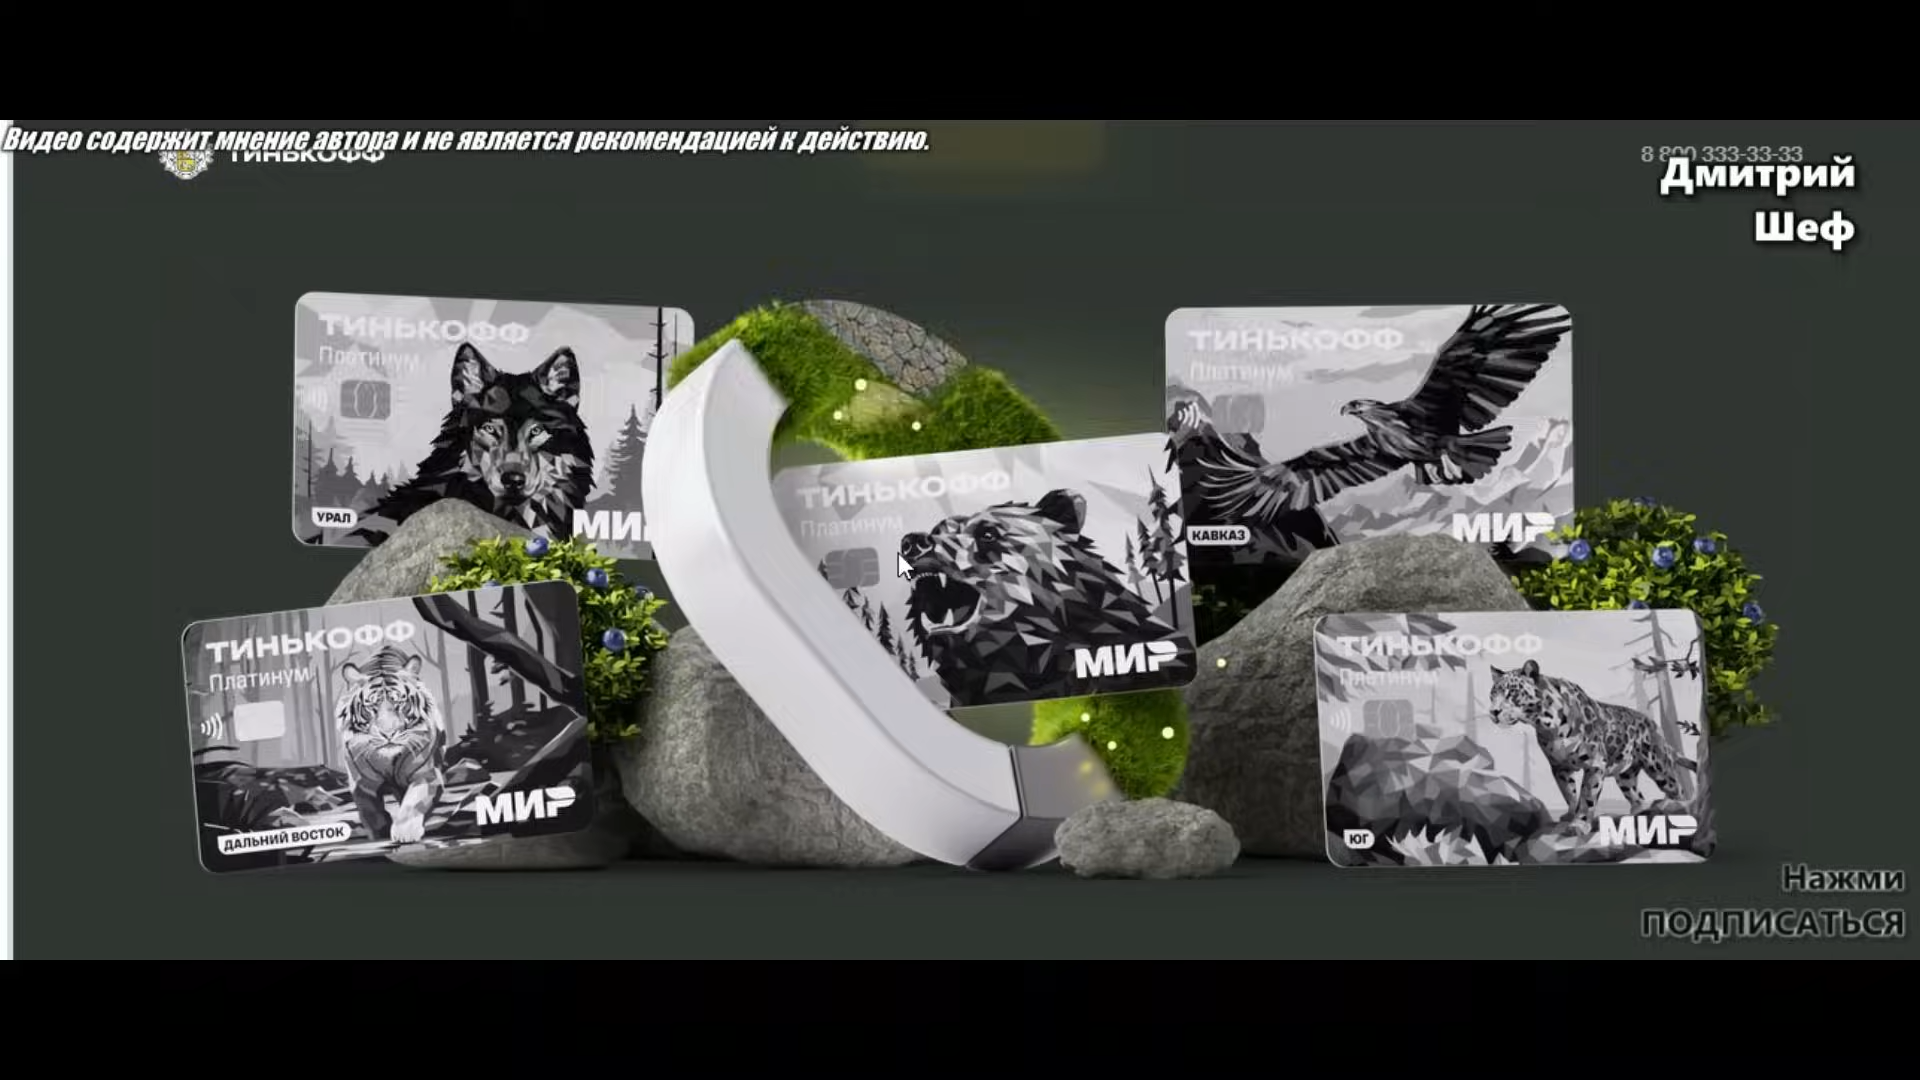 Видео содержит мнение автора и не является рекомендацией к действию.
ТИНЬКОФФ
8 800 333-33-33
Дмитрий
Шеф
ТИНЬКОФФ
Платинум
УРАЛ
МИР
ТИНЬКОФФ
Платинум
КАВКАЗ
МИР
ТИНЬКОФФ
Платинум
МИР
ТИНЬКОФФ
Платинум
ДАЛЬНИЙ ВОСТОК
МИР
ТИНЬКОФФ
Платинум
ЮГ
МИР
Нажми
ПОДПИСАТЬСЯ